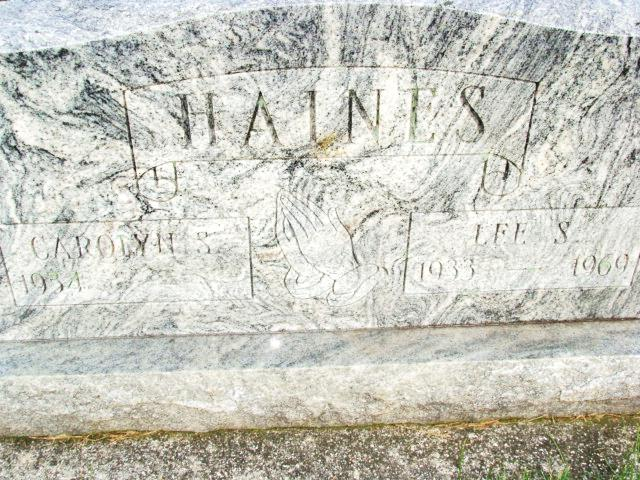 HAINES
CAROLYN S.
1934
LEE S.
1933 1969